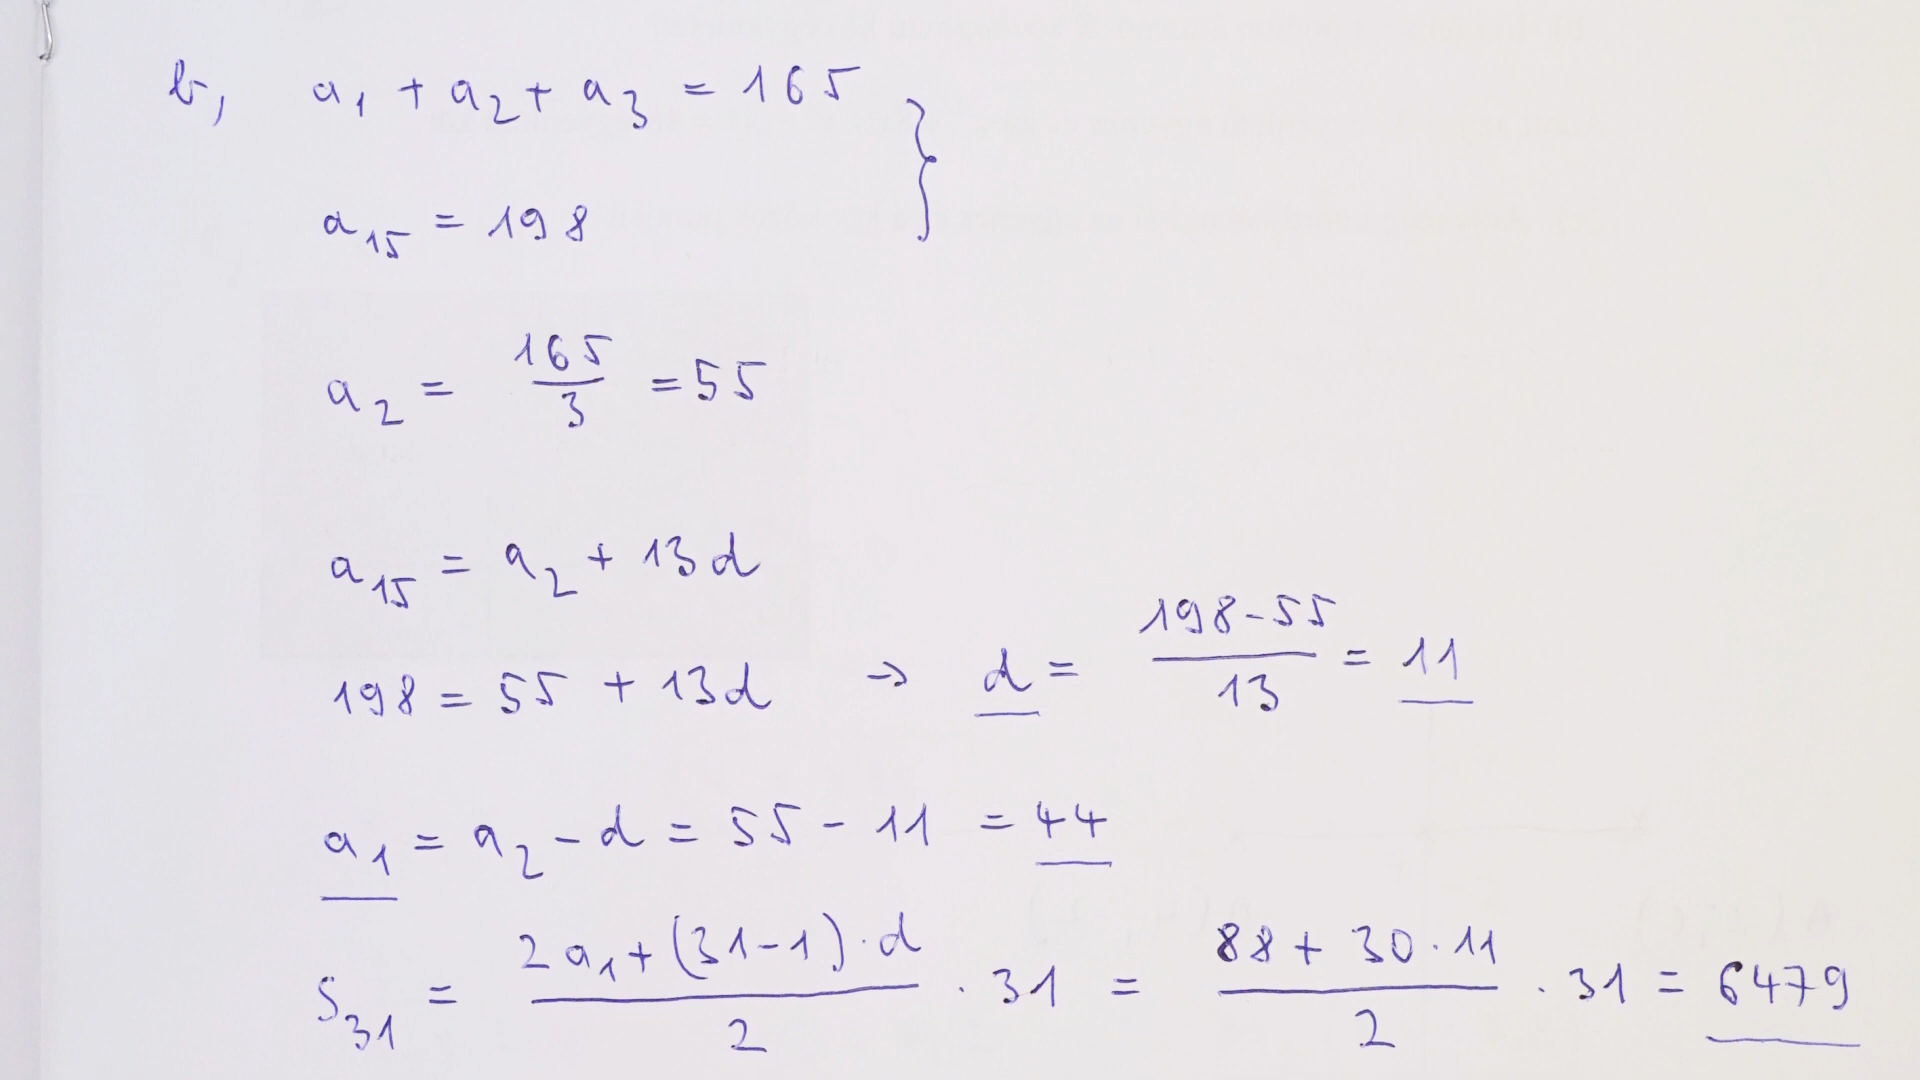 b, a₁ + a₂ + a₃ = 165 }
a₁₅ = 198
a₂ = 165/3 = 55
a₁₅ = a₂ + 13d
198 = 55 + 13d → d = (198-55)/13 = 11
a₁ = a₂ - d = 55 - 11 = 44
S₃₁ = (2a₁ + (31-1)·d)/2 · 31 = (88 + 30·11)/2 · 31 = 6479